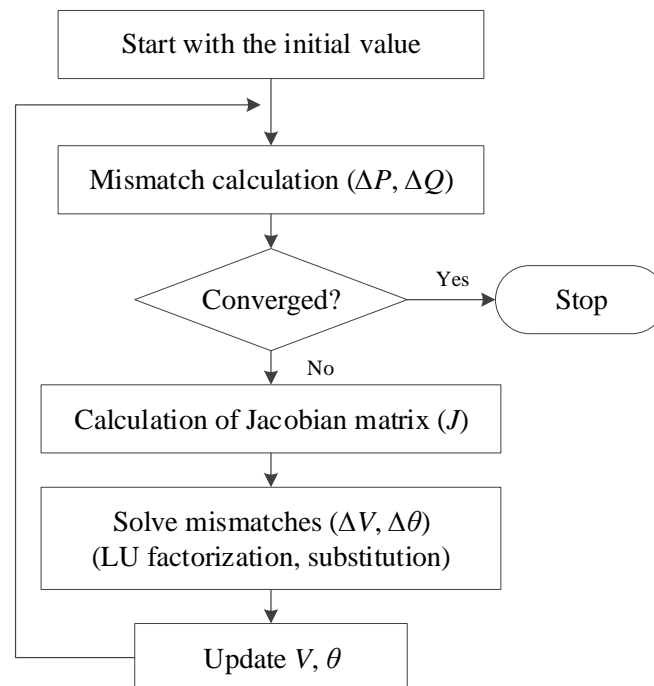 Start with the initial value
Mismatch calculation (ΔP, ΔQ)
Converged?
Yes
Stop
No
Calculation of Jacobian matrix (J)
Solve mismatches (ΔV, Δθ)
(LU factorization, substitution)
Update V, θ